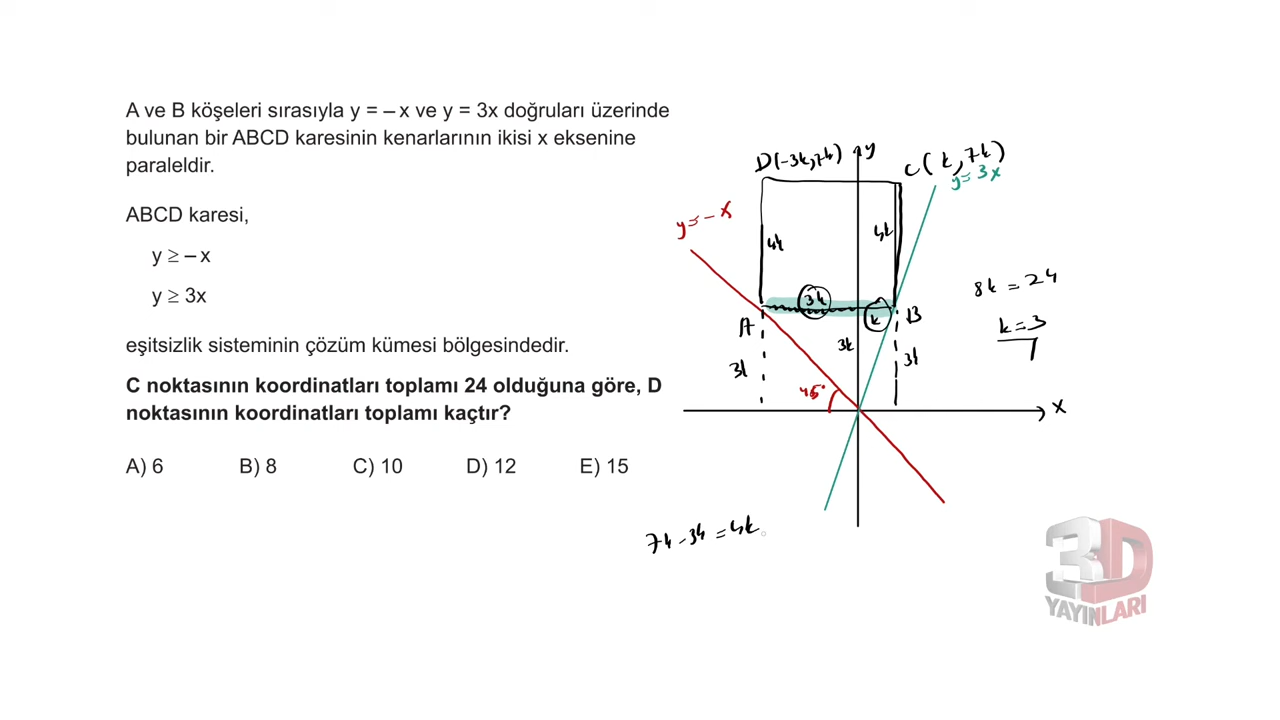 A ve B köşeleri sırasıyla y = – x ve y = 3x doğruları üzerinde
bulunan bir ABCD karesinin kenarlarının ikisi x eksenine
paraleldir.
ABCD karesi,
y ≥ – x
y ≥ 3x
eşitsizlik sisteminin çözüm kümesi bölgesindedir.
C noktasının koordinatları toplamı 24 olduğuna göre, D
noktasının koordinatları toplamı kaçtır?
A) 6 B) 8 C) 10 D) 12 E) 15
D(-3k,7k)
y
C(k,7k)
y=3x
y=-x
4k
4k
3k
k
A
B
3k
3k
3k
45°
x
8k=24
k=3
7k-3k=4k
3D
YAYINLARI